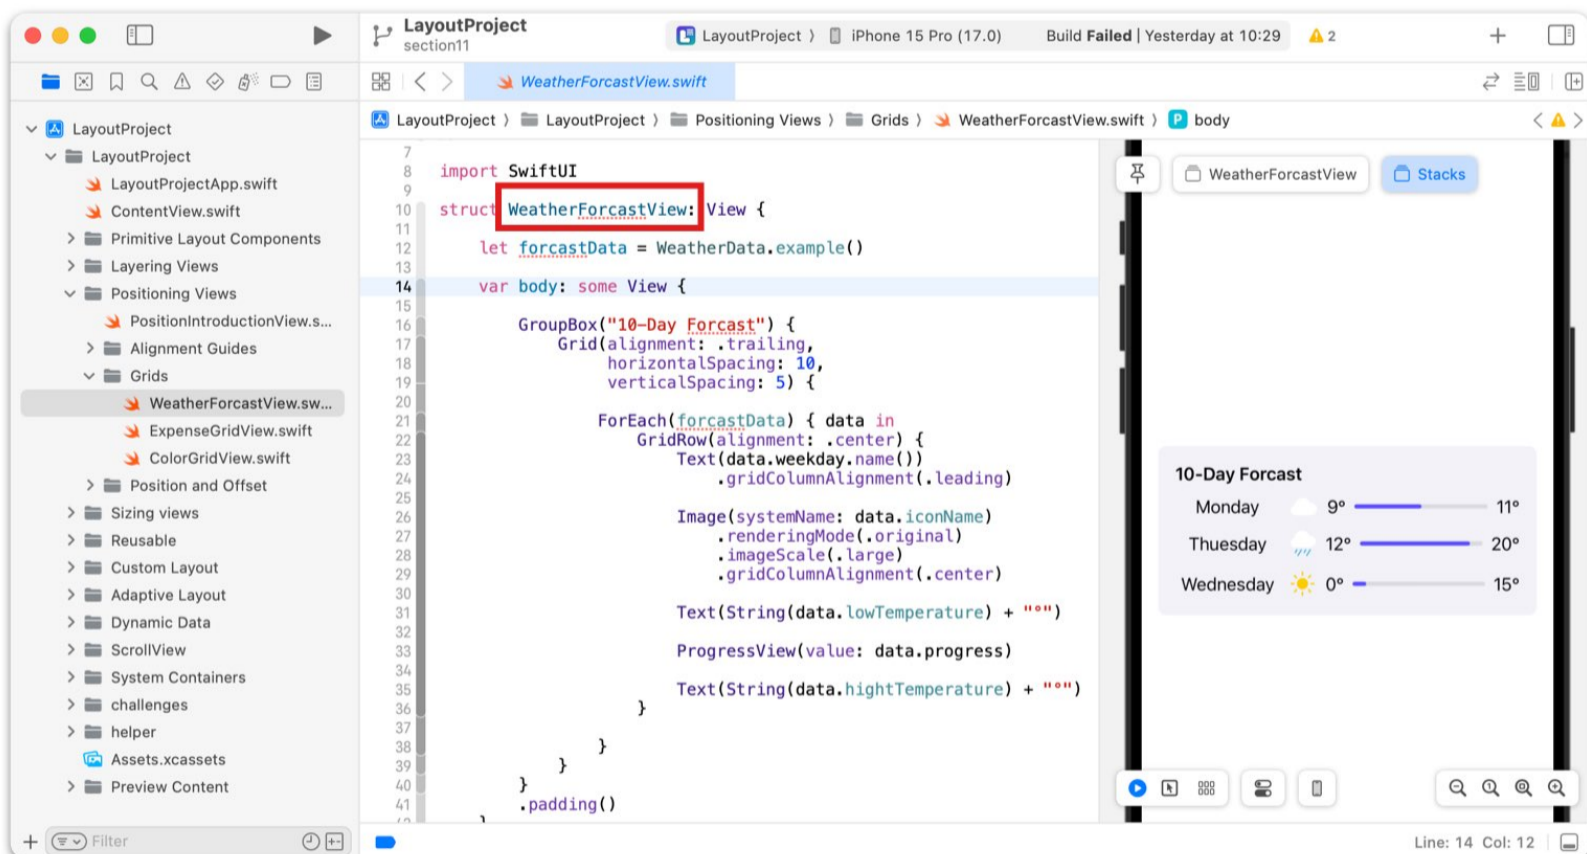 LayoutProject
section11
LayoutProject 〉 iPhone 15 Pro (17.0)
Build Failed | Yesterday at 10:29
2
WeatherForcastView.swift
LayoutProject 〉 LayoutProject 〉 Positioning Views 〉 Grids 〉 WeatherForcastView.swift 〉 P body
LayoutProject
LayoutProject
LayoutProjectApp.swift
ContentView.swift
Primitive Layout Components
Layering Views
Positioning Views
PositionIntroductionView.s...
Alignment Guides
Grids
WeatherForcastView.sw...
ExpenseGridView.swift
ColorGridView.swift
Position and Offset
Sizing views
Reusable
Custom Layout
Adaptive Layout
Dynamic Data
ScrollView
System Containers
challenges
helper
Assets.xcassets
Preview Content
Filter
7
8 import SwiftUI
9
10 struct WeatherForcastView: View {
11
12 let forcastData = WeatherData.example()
13
14 var body: some View {
15
16 GroupBox("10-Day Forcast") {
17 Grid(alignment: .trailing,
18 horizontalSpacing: 10,
19 verticalSpacing: 5) {
20
21 ForEach(forcastData) { data in
22 GridRow(alignment: .center) {
23 Text(data.weekday.name())
24 .gridColumnAlignment(.leading)
25
26 Image(systemName: data.iconName)
27 .renderingMode(.original)
28 .imageScale(.large)
29 .gridColumnAlignment(.center)
30
31 Text(String(data.lowTemperature) + "°")
32
33 ProgressView(value: data.progress)
34
35 Text(String(data.hightTemperature) + "°")
36 }
37
38 }
39 }
40 }
41 .padding()
WeatherForcastView
Stacks
10-Day Forcast
Monday 9° 11°
Thuesday 12° 20°
Wednesday 0° 15°
Line: 14 Col: 12